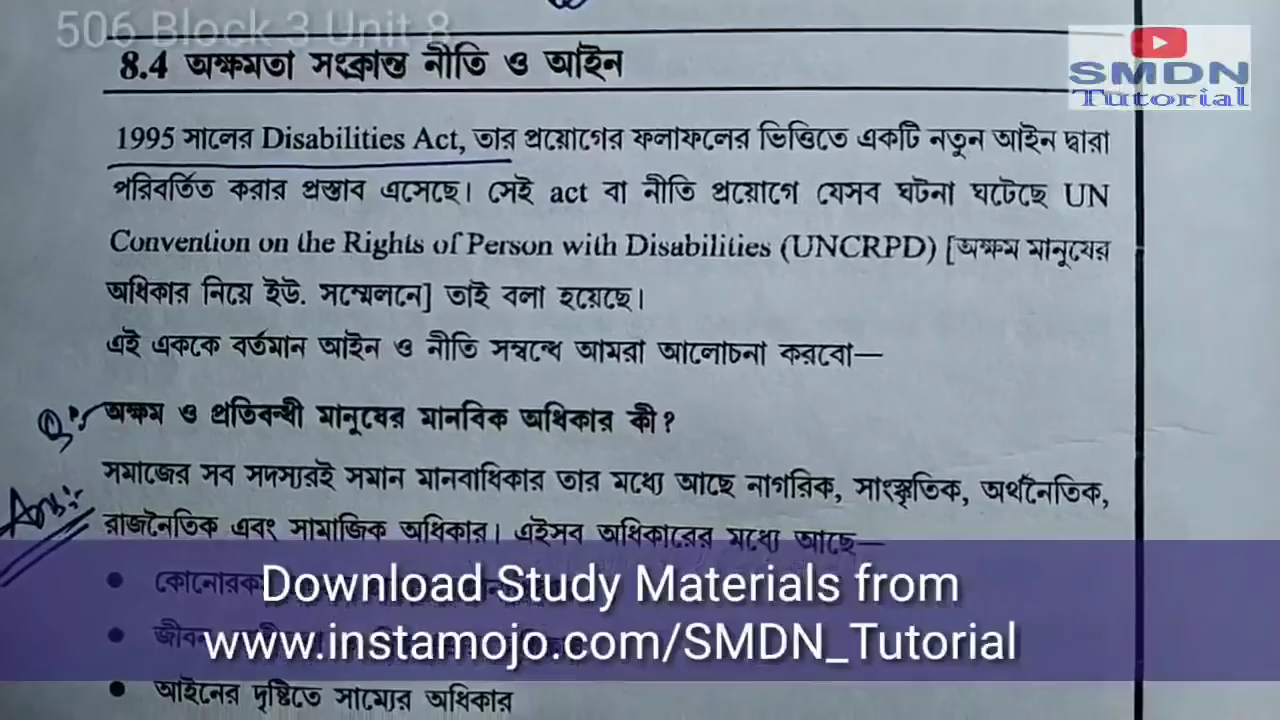 506 Block 3 Unit 8
SMDN
Tutorial
8.4 অক্ষমতা সংক্রান্ত নীতি ও আইন
1995 সালের Disabilities Act, তার প্রয়োগের ফলাফলের ভিত্তিতে একটি নতুন আইন দ্বারা
পরিবর্তিত করার প্রস্তাব এসেছে। সেই act বা নীতি প্রয়োগে যেসব ঘটনা ঘটেছে UN
Convention on the Rights of Person with Disabilities (UNCRPD) [অক্ষম মানুষের
অধিকার নিয়ে ইউ. সম্মেলনে] তাই বলা হয়েছে।
এই এককে বর্তমান আইন ও নীতি সম্বন্ধে আমরা আলোচনা করবো—
অক্ষম ও প্রতিবন্ধী মানুষের মানবিক অধিকার কী?
সমাজের সব সদস্যরই সমান মানবাধিকার তার মধ্যে আছে নাগরিক, সাংস্কৃতিক, অর্থনৈতিক,
Ans:-
রাজনৈতিক এবং সামাজিক অধিকার। এইসব অধিকারের মধ্যে আছে—
Download Study Materials from
www.instamojo.com/SMDN_Tutorial
• আইনের দৃষ্টিতে সাম্যের অধিকার